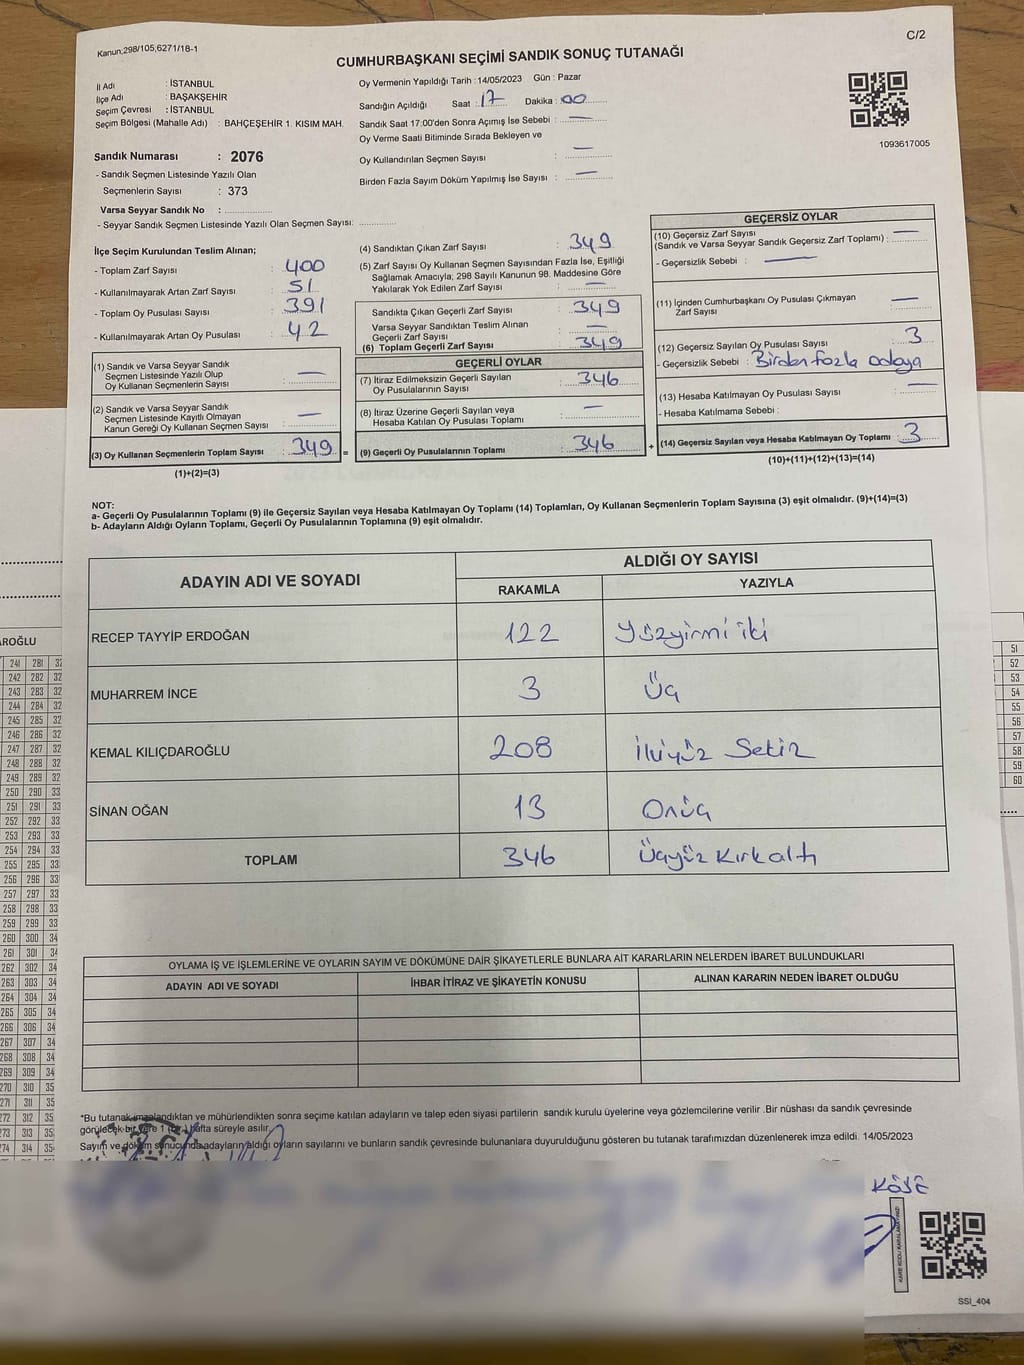 Kanun,298/105,6271/18-1
C/2
CUMHURBAŞKANI SEÇİMİ SANDIK SONUÇ TUTANAĞI
İl Adı : İSTANBUL
İlçe Adı : BAŞAKŞEHİR
Seçim Çevresi : İSTANBUL
Seçim Bölgesi (Mahalle Adı) : BAHÇEŞEHİR 1. KISIM MAH.
Oy Vermenin Yapıldığı Tarih : 14/05/2023 Gün : Pazar
Sandığın Açıldığı Saat : 17 Dakika : 00
Sandık Saat 17:00'den Sonra Açımış İse Sebebi : —
Oy Verme Saati Bitiminde Sırada Bekleyen ve
Oy Kullandırılan Seçmen Sayısı : —
Birden Fazla Sayım Döküm Yapılmış İse Sayısı : —
1093617005
Sandık Numarası : 2076
- Sandık Seçmen Listesinde Yazılı Olan
Seçmenlerin Sayısı : 373
Varsa Seyyar Sandık No :
- Seyyar Sandık Seçmen Listesinde Yazılı Olan Seçmen Sayısı:
İlçe Seçim Kurulundan Teslim Alınan;
- Toplam Zarf Sayısı : 400
- Kullanılmayarak Artan Zarf Sayısı : 51
- Toplam Oy Pusulası Sayısı : 391
- Kullanılmayarak Artan Oy Pusulası : 42
(1) Sandık ve Varsa Seyyar Sandık
Seçmen Listesinde Yazılı Olup
Oy Kullanan Seçmenlerin Sayısı : —
(2) Sandık ve Varsa Seyyar Sandık
Seçmen Listesinde Kayıtlı Olmayan
Kanun Gereği Oy Kullanan Seçmen Sayısı : —
(3) Oy Kullanan Seçmenlerin Toplam Sayısı : 349 =
(1)+(2)=(3)
(4) Sandıktan Çıkan Zarf Sayısı : 349
(5) Zarf Sayısı Oy Kullanan Seçmen Sayısından Fazla İse, Eşitliği
Sağlamak Amacıyla, 298 Sayılı Kanunun 98. Maddesine Göre
Yakılarak Yok Edilen Zarf Sayısı : —
Sandıkta Çıkan Geçerli Zarf Sayısı : 349
Varsa Seyyar Sandıktan Teslim Alınan
Geçerli Zarf Sayısı : —
(6) Toplam Geçerli Zarf Sayısı : 349
GEÇERLİ OYLAR
(7) İtiraz Edilmeksizin Geçerli Sayılan
Oy Pusulalarının Sayısı : 346
(8) İtiraz Üzerine Geçerli Sayılan veya
Hesaba Katılan Oy Pusulası Toplamı : —
(9) Geçerli Oy Pusulalarının Toplamı : 346 +
GEÇERSİZ OYLAR
(10) Geçersiz Zarf Sayısı
(Sandık ve Varsa Seyyar Sandık Geçersiz Zarf Toplamı) : —
- Geçersizlik Sebebi : —
(11) İçinden Cumhurbaşkanı Oy Pusulası Çıkmayan
Zarf Sayısı : —
(12) Geçersiz Sayılan Oy Pusulası Sayısı : 3
- Geçersizlik Sebebi : Birden fazla adaya
(13) Hesaba Katılmayan Oy Pusulası Sayısı : —
- Hesaba Katılmama Sebebi :
(14) Geçersiz Sayılan veya Hesaba Katılmayan Oy Toplamı : 3
(10)+(11)+(12)+(13)=(14)
NOT:
a- Geçerli Oy Pusulalarının Toplamı (9) ile Geçersiz Sayılan veya Hesaba Katılmayan Oy Toplamı (14) Toplamları, Oy Kullanan Seçmenlerin Toplam Sayısına (3) eşit olmalıdır. (9)+(14)=(3)
b- Adayların Aldığı Oyların Toplamı, Geçerli Oy Pusulalarının Toplamına (9) eşit olmalıdır.
ADAYIN ADI VE SOYADI
ALDIĞI OY SAYISI
RAKAMLA YAZIYLA
RECEP TAYYİP ERDOĞAN 122 Yüzyirmi iki
MUHARREM İNCE 3 Üç
KEMAL KILIÇDAROĞLU 208 İkiyüz Sekiz
SİNAN OĞAN 13 Onüç
TOPLAM 346 Üçyüz Kırkaltı
OYLAMA İŞ VE İŞLEMLERİNE VE OYLARIN SAYIM VE DÖKÜMÜNE DAİR ŞİKAYETLERLE BUNLARA AİT KARARLARIN NELERDEN İBARET BULUNDUKLARI
ADAYIN ADI VE SOYADI İHBAR İTİRAZ VE ŞİKAYETİN KONUSU ALINAN KARARIN NEDEN İBARET OLDUĞU
*Bu tutanak imzalandıktan ve mühürlendikten sonra seçime katılan adayların ve talep eden siyasi partilerin sandık kurulu üyelerine veya gözlemcilerine verilir .Bir nüshası da sandık çevresinde
görülecek bir yere 1 (bir) hafta süreyle asılır.
Sayım ve döküm sonucunda adayların aldığı oyların sayılarını ve bunların sandık çevresinde bulunanlara duyurulduğunu gösteren bu tutanak tarafımızdan düzenlenerek imza edildi. 14/05/2023
KÖSE
SSI_404